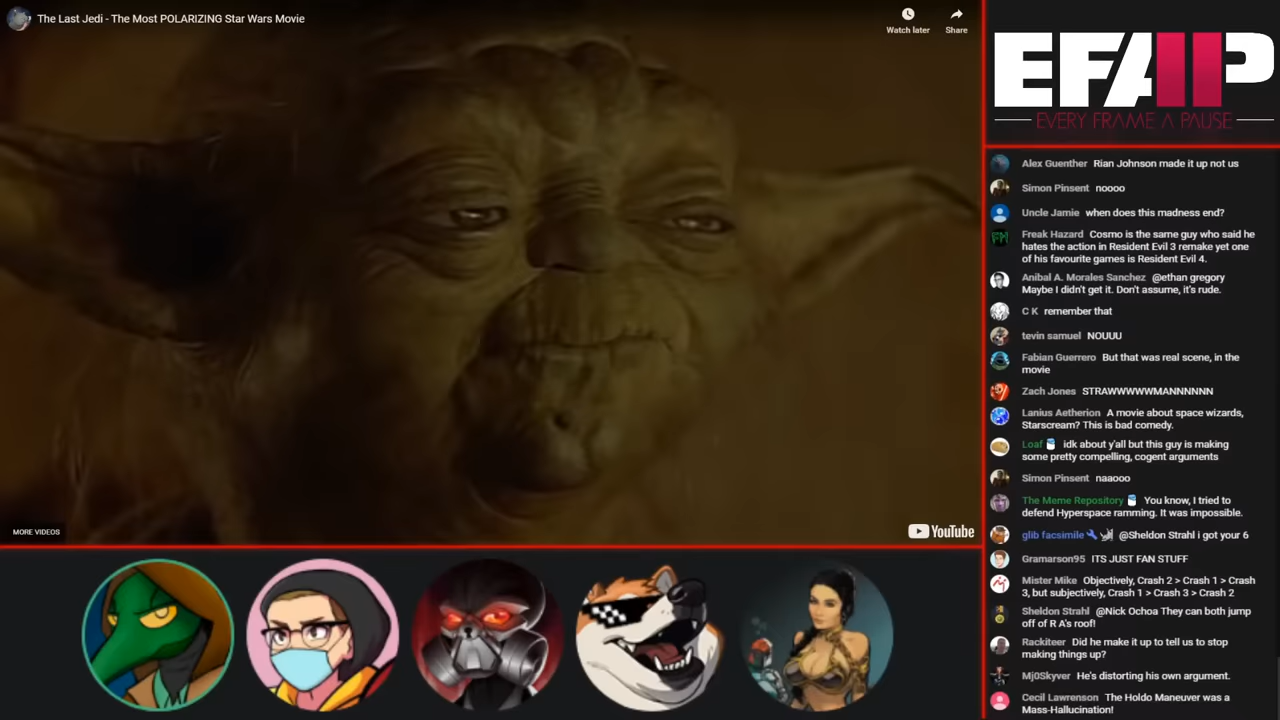 The Last Jedi - The Most POLARIZING Star Wars Movie
Watch later
Share
MORE VIDEOS
YouTube
EFAP
EVERY FRAME A PAUSE
Alex Guenther Rian Johnson made it up not us
Simon Pinsent noooo
Uncle Jamie when does this madness end?
Freak Hazard Cosmo is the same guy who said he
hates the action in Resident Evil 3 remake yet one
of his favourite games is Resident Evil 4.
Anibal A. Morales Sanchez @ethan gregory
Maybe I didn't get it. Don't assume, it's rude.
C K remember that
tevin samuel NOUUU
Fabian Guerrero But that was real scene, in the
movie
Zach Jones STRAWWWWWMANNNNNN
Lanius Aetherion A movie about space wizards,
Starscream? This is bad comedy.
Loaf idk about y'all but this guy is making
some pretty compelling, cogent arguments
Simon Pinsent naaooo
The Meme Repository You know, I tried to
defend Hyperspace ramming. It was impossible.
glib facsimile @Sheldon Strahl i got your 6
Gramarson95 ITS JUST FAN STUFF
Mister Mike Objectively, Crash 2 > Crash 1 > Crash
3, but subjectively, Crash 1 > Crash 3 > Crash 2
Sheldon Strahl @Nick Ochoa They can both jump
off of R A's roof!
Rackiteer Did he make it up to tell us to stop
making things up?
Mj0Skyver He's distorting his own argument.
Cecil Lawrenson The Holdo Maneuver was a
Mass-Hallucination!